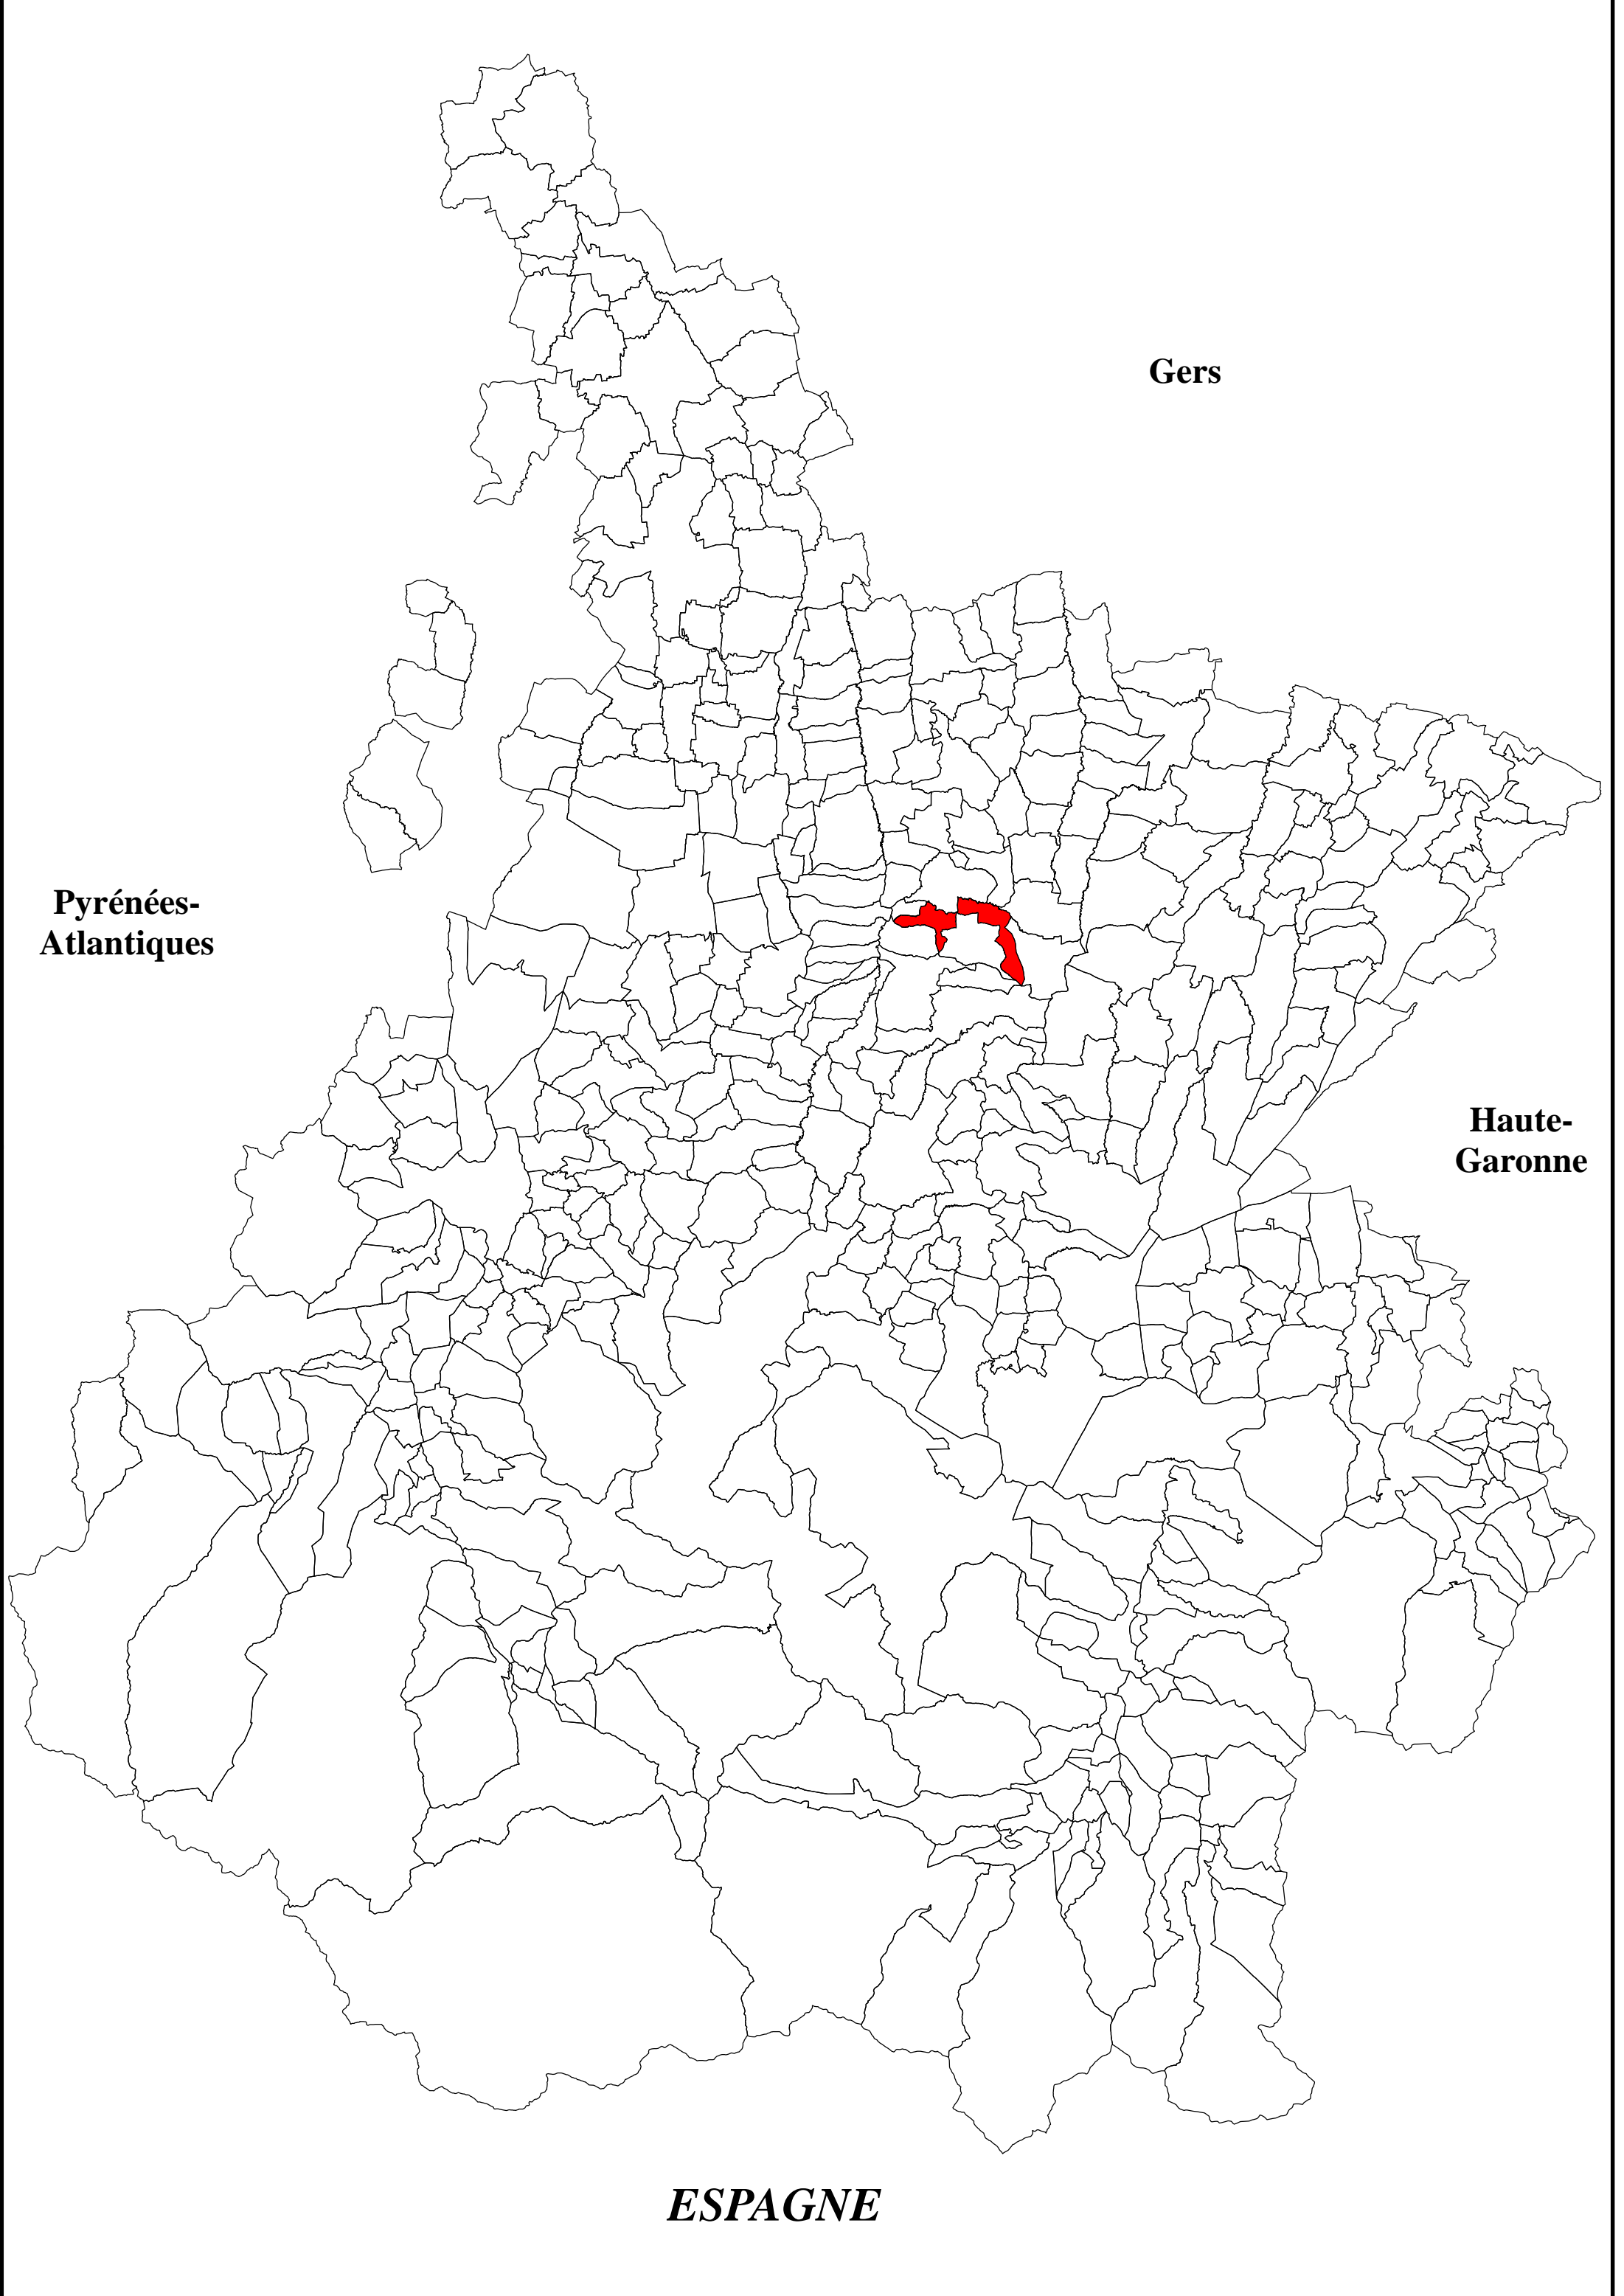 Gers
Pyrénées-
Atlantiques
Haute-
Garonne
ESPAGNE